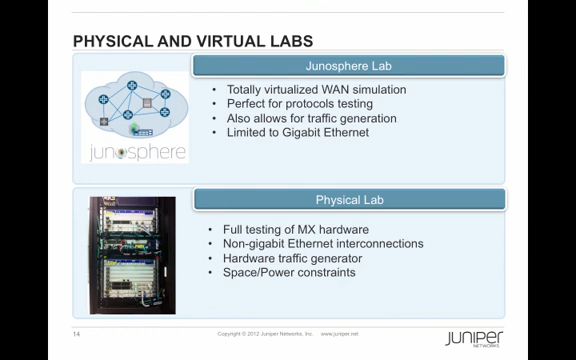 PHYSICAL AND VIRTUAL LABS
Junosphere Lab
junosphere
• Totally virtualized WAN simulation
• Perfect for protocols testing
• Also allows for traffic generation
• Limited to Gigabit Ethernet
Physical Lab
• Full testing of MX hardware
• Non-gigabit Ethernet interconnections
• Hardware traffic generator
• Space/Power constraints
14
Copyright © 2012 Juniper Networks, Inc. www.juniper.net
JUNIPER
NETWORKS